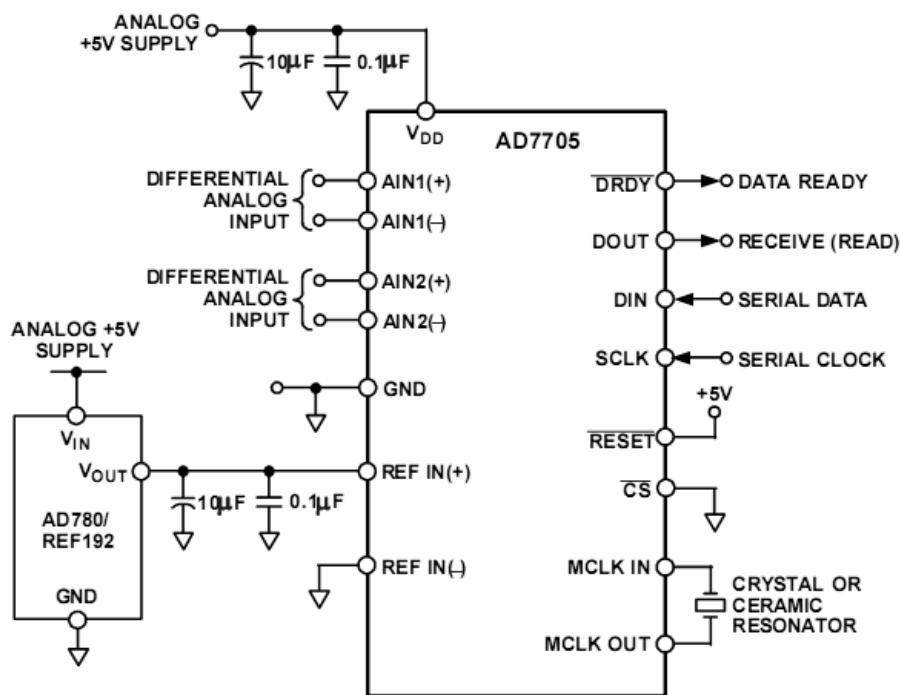 ANALOG
+5V SUPPLY
10μF
0.1μF
VDD
AD7705
DIFFERENTIAL
ANALOG
INPUT
AIN1(+)
AIN1(–)
DIFFERENTIAL
ANALOG
INPUT
AIN2(+)
AIN2(–)
DRDY
DATA READY
DOUT
RECEIVE (READ)
DIN
SERIAL DATA
SCLK
SERIAL CLOCK
ANALOG +5V
SUPPLY
GND
+5V
RESET
VIN
VOUT
10μF
0.1μF
REF IN(+)
CS
AD780/
REF192
GND
REF IN(–)
MCLK IN
MCLK OUT
CRYSTAL OR
CERAMIC
RESONATOR